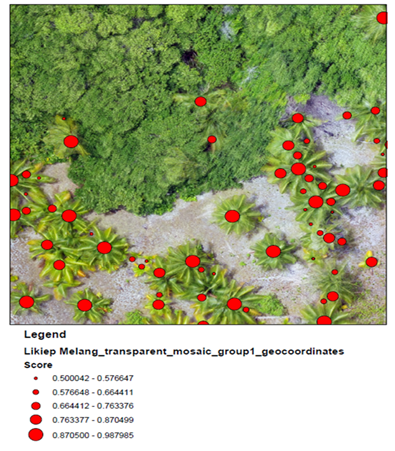 Legend
Likiep Melang_transparent_mosaic_group1_geocoordinates
Score
0.500042 - 0.576647
0.576648 - 0.664411
0.664412 - 0.763376
0.763377 - 0.870499
0.870500 - 0.987985